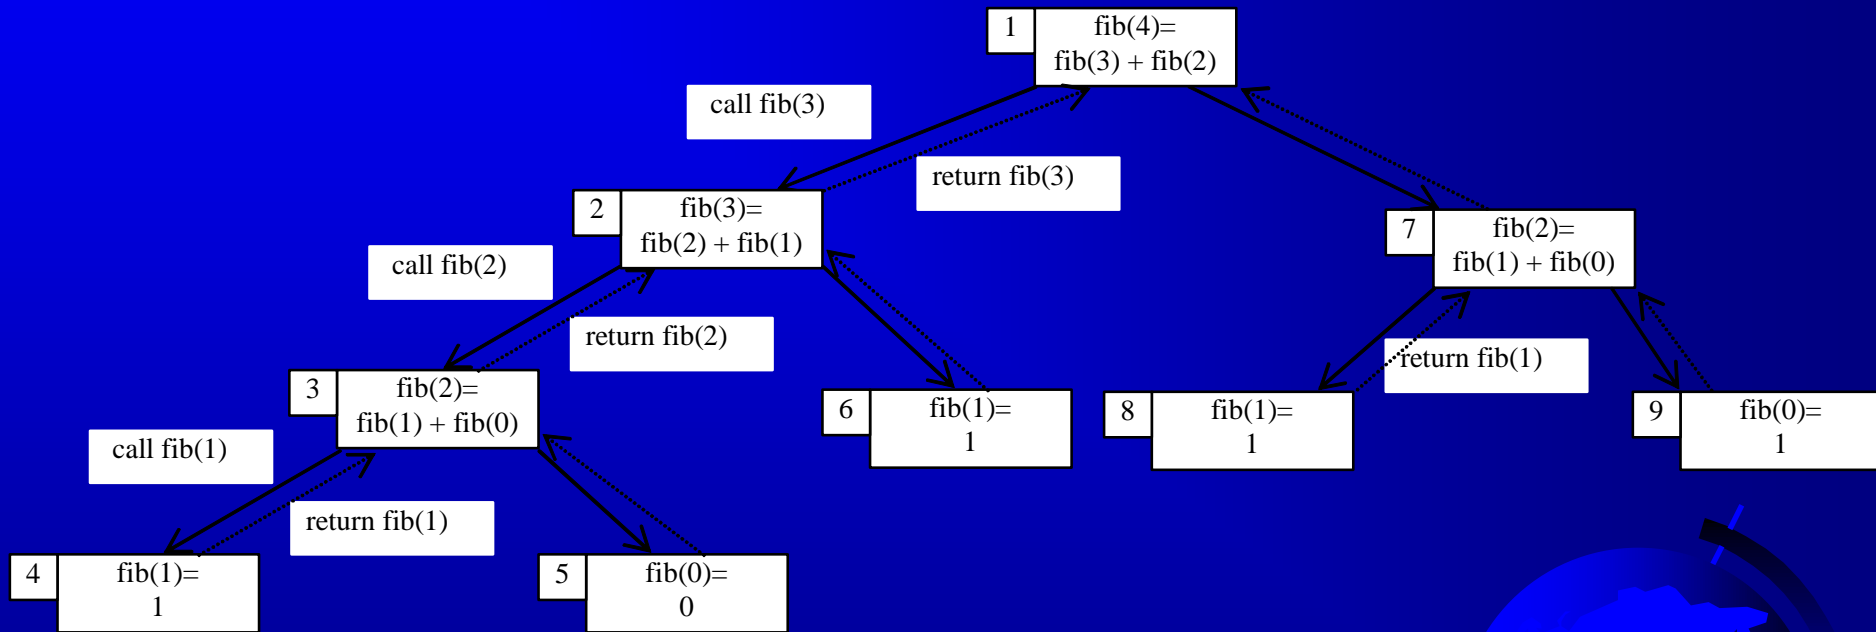 1
fib(4)=
fib(3) + fib(2)
call fib(3)
return fib(3)
2
fib(3)=
fib(2) + fib(1)
7
fib(2)=
fib(1) + fib(0)
call fib(2)
return fib(2)
return fib(1)
3
fib(2)=
fib(1) + fib(0)
6
fib(1)=
1
8
fib(1)=
1
9
fib(0)=
1
call fib(1)
return fib(1)
4
fib(1)=
1
5
fib(0)=
0